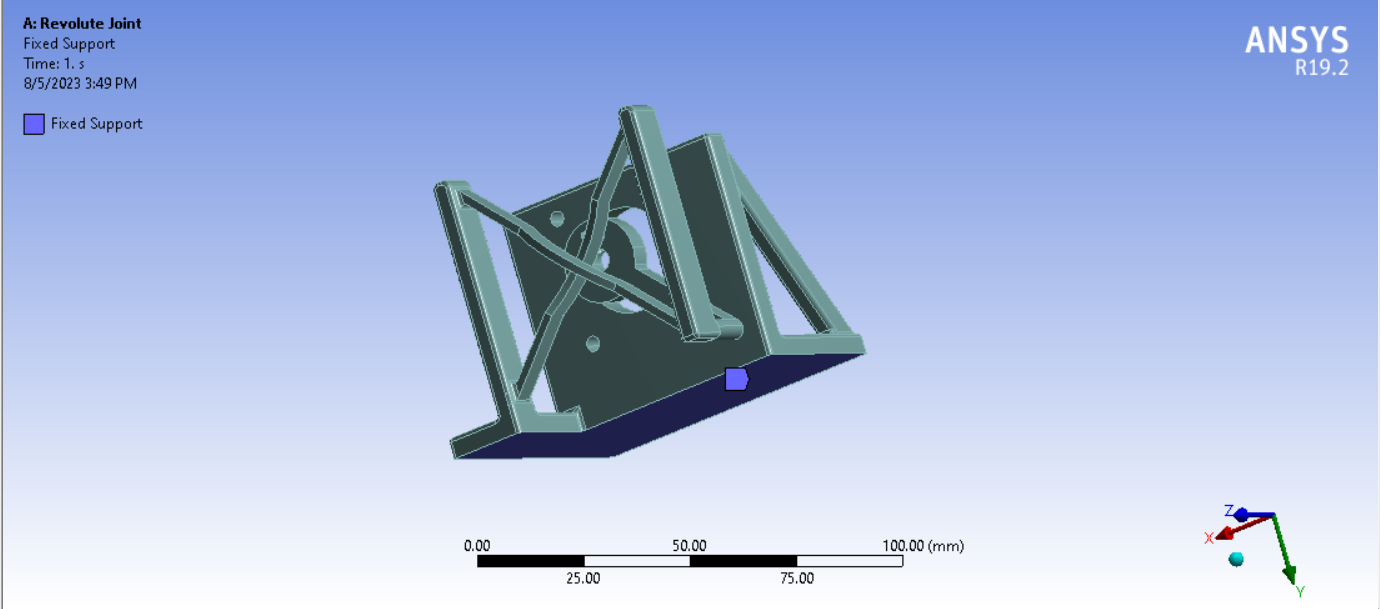 A: Revolute Joint
Fixed Support
Time: 1. s
8/5/2023 3:49 PM
Fixed Support
ANSYS
R19.2
0.00 50.00 100.00 (mm)
25.00 75.00
Z
X
Y